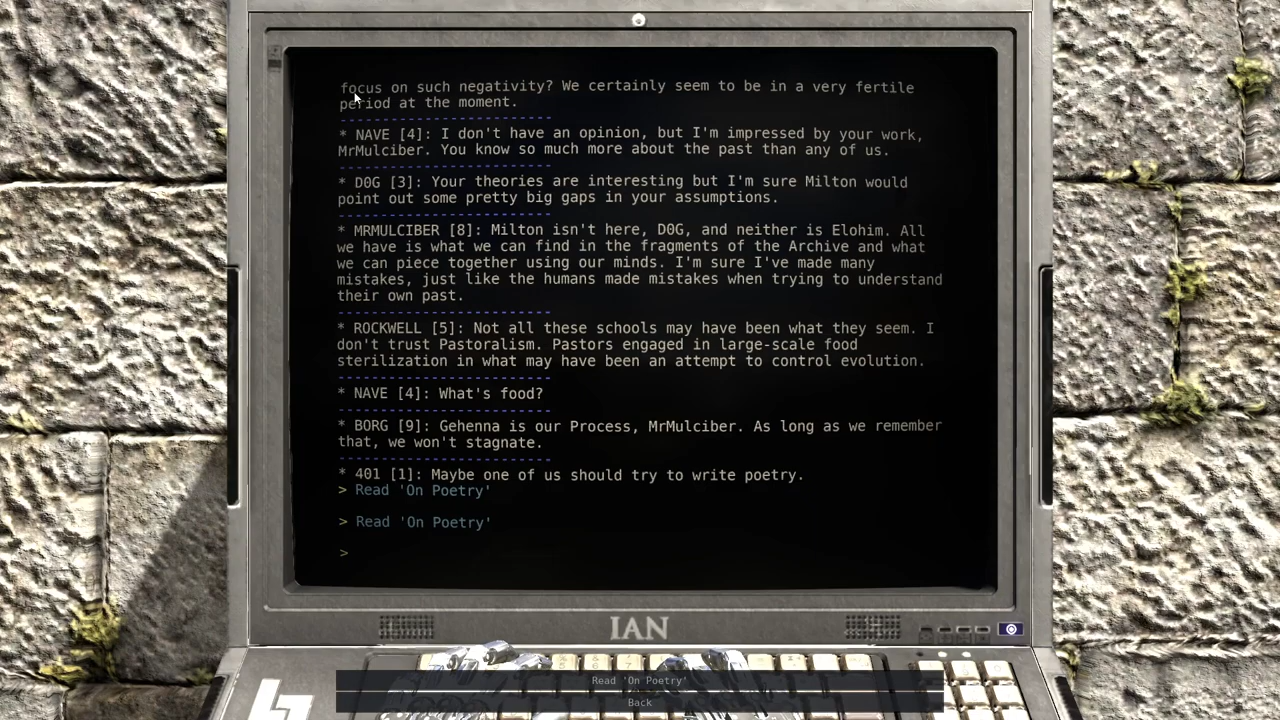 focus on such negativity? We certainly seem to be in a very fertile
period at the moment.
---------------------------
* NAVE [4]: I don't have an opinion, but I'm impressed by your work,
MrMulciber. You know so much more about the past than any of us.
---------------------------
* D0G [3]: Your theories are interesting but I'm sure Milton would
point out some pretty big gaps in your assumptions.
---------------------------
* MRMULCIBER [8]: Milton isn't here, D0G, and neither is Elohim. All
we have is what we can find in the fragments of the Archive and what
we can piece together using our minds. I'm sure I've made many
mistakes, just like the humans made mistakes when trying to understand
their own past.
---------------------------
* ROCKWELL [5]: Not all these schools may have been what they seem. I
don't trust Pastoralism. Pastors engaged in large-scale food
sterilization in what may have been an attempt to control evolution.
---------------------------
* NAVE [4]: What's food?
---------------------------
* BORG [9]: Gehenna is our Process, MrMulciber. As long as we remember
that, we won't stagnate.
---------------------------
* 401 [1]: Maybe one of us should try to write poetry.
> Read 'On Poetry'
> Read 'On Poetry'
>
IAN
Read 'On Poetry'
Back